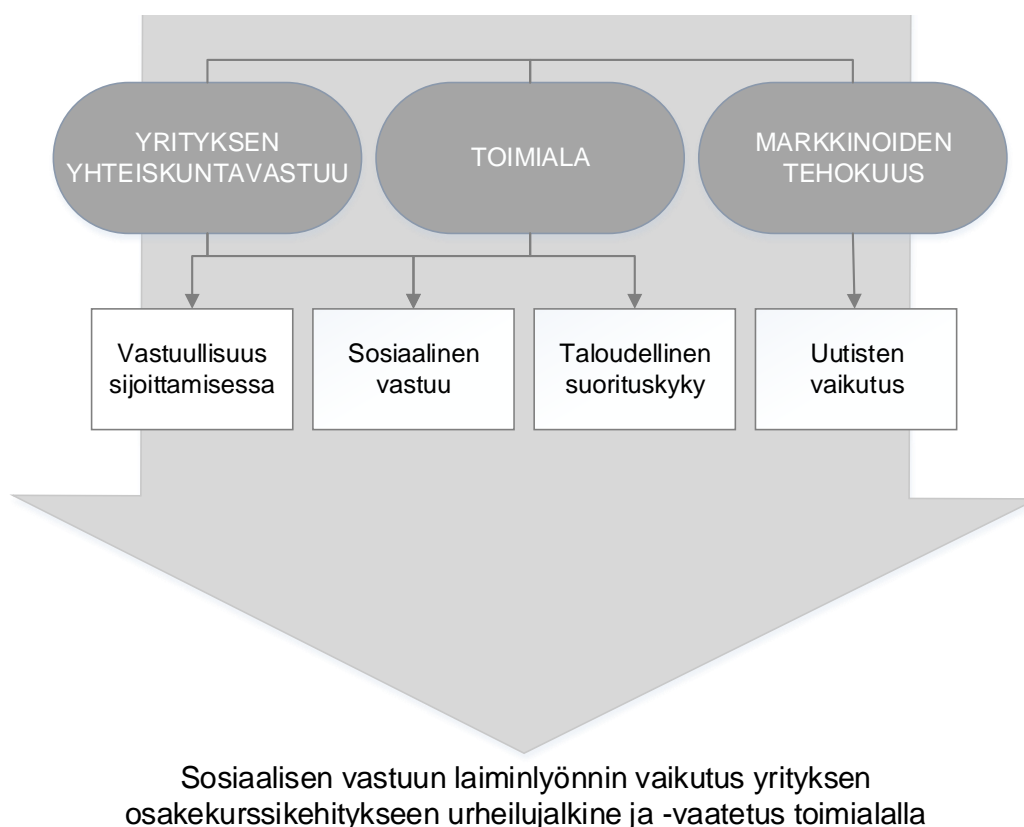 YRITYKSEN
YHTEISKUNTAVASTUU
TOIMIALA
MARKKINOIDEN
TEHOKUUS
Vastuullisuus
sijoittamisessa
Sosiaalinen
vastuu
Taloudellinen
suorituskyky
Uutisten
vaikutus
Sosiaalisen vastuun laiminlyönnin vaikutus yrityksen
osakekurssikehitykseen urheilujalkine ja -vaatetus toimialalla